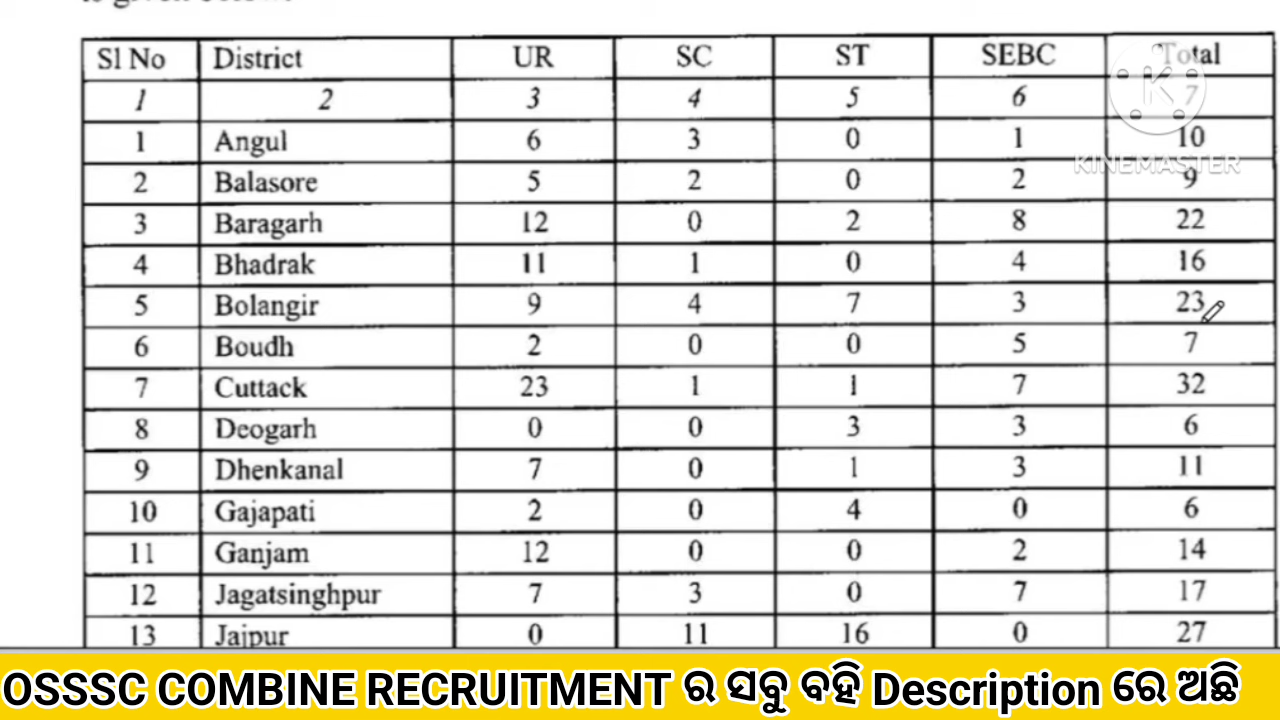 is given below:
Sl No District UR SC ST SEBC Total
1 2 3 4 5 6 7
1 Angul 6 3 0 1 10
KINEMASTER
2 Balasore 5 2 0 2 9
3 Baragarh 12 0 2 8 22
4 Bhadrak 11 1 0 4 16
5 Bolangir 9 4 7 3 23
6 Boudh 2 0 0 5 7
7 Cuttack 23 1 1 7 32
8 Deogarh 0 0 3 3 6
9 Dhenkanal 7 0 1 3 11
10 Gajapati 2 0 4 0 6
11 Ganjam 12 0 0 2 14
12 Jagatsinghpur 7 3 0 7 17
13 Jajpur 0 11 16 0 27
OSSSC COMBINE RECRUITMENT ର ସବୁ ବହି Description ରେ ଅଛି